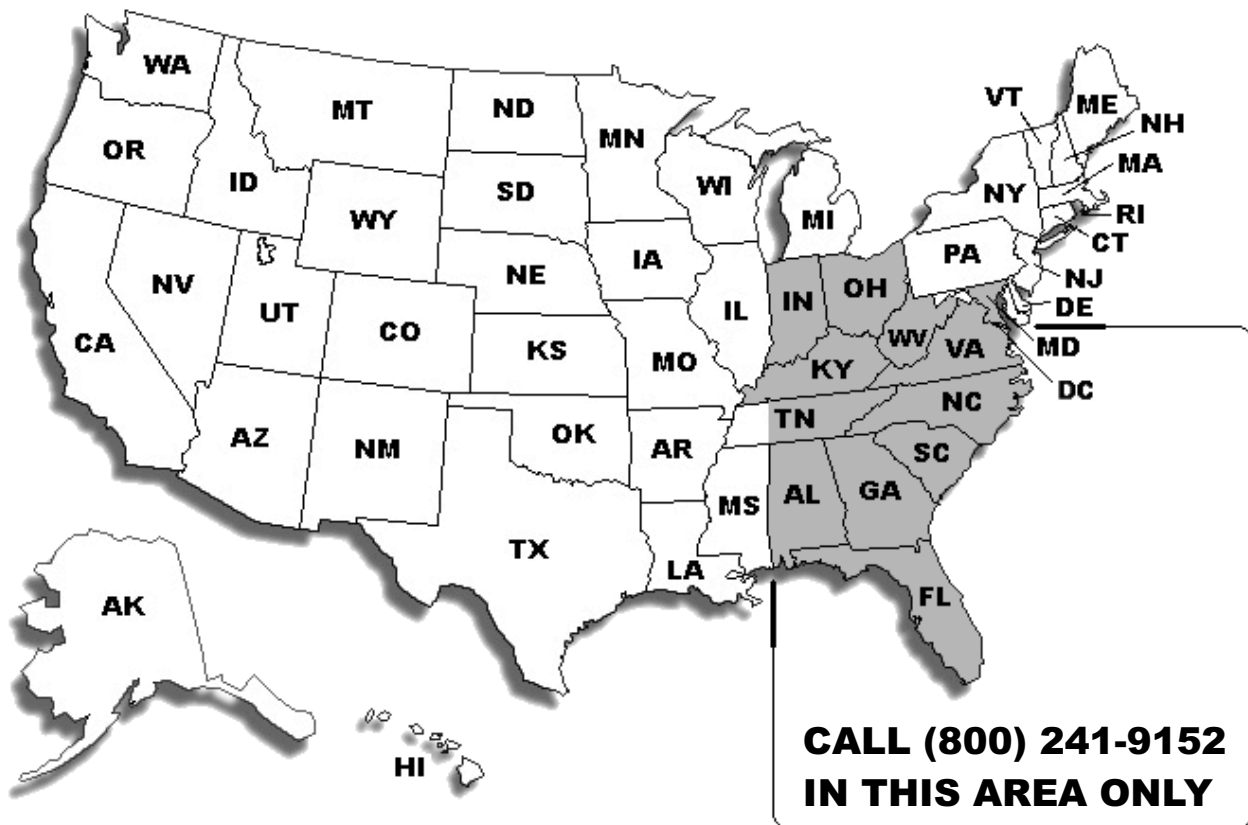 WA
MT
ND
MN
VT
ME
NH
MA
OR
ID
SD
WI
MI
NY
RI
CT
WY
IA
PA
NJ
NE
NV
IL
IN
OH
DE
UT
CO
CA
KS
MO
WV
VA
MD
KY
DC
TN
NC
AZ
NM
OK
AR
SC
MS
AL
GA
TX
LA
FL
AK
HI
CALL (800) 241-9152
IN THIS AREA ONLY